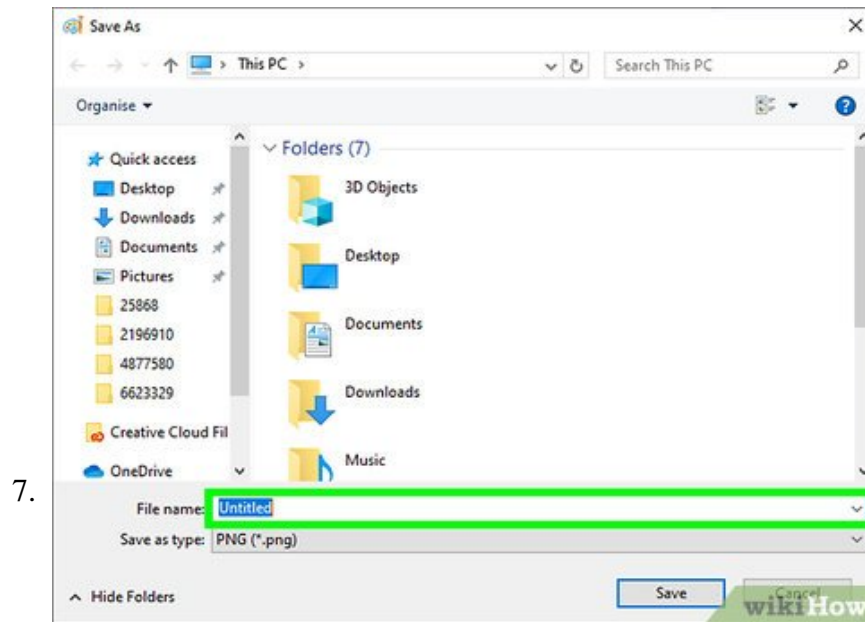 Save As
This PC
Search This PC
Organise
Quick access
Desktop
Downloads
Documents
Pictures
25868
2196910
4877580
6623329
Creative Cloud Fil
OneDrive
Folders (7)
3D Objects
Desktop
Documents
Downloads
Music
7.
File name: Untitled
Save as type: PNG (*.png)
Hide Folders
Save
Cancel
wikiHow